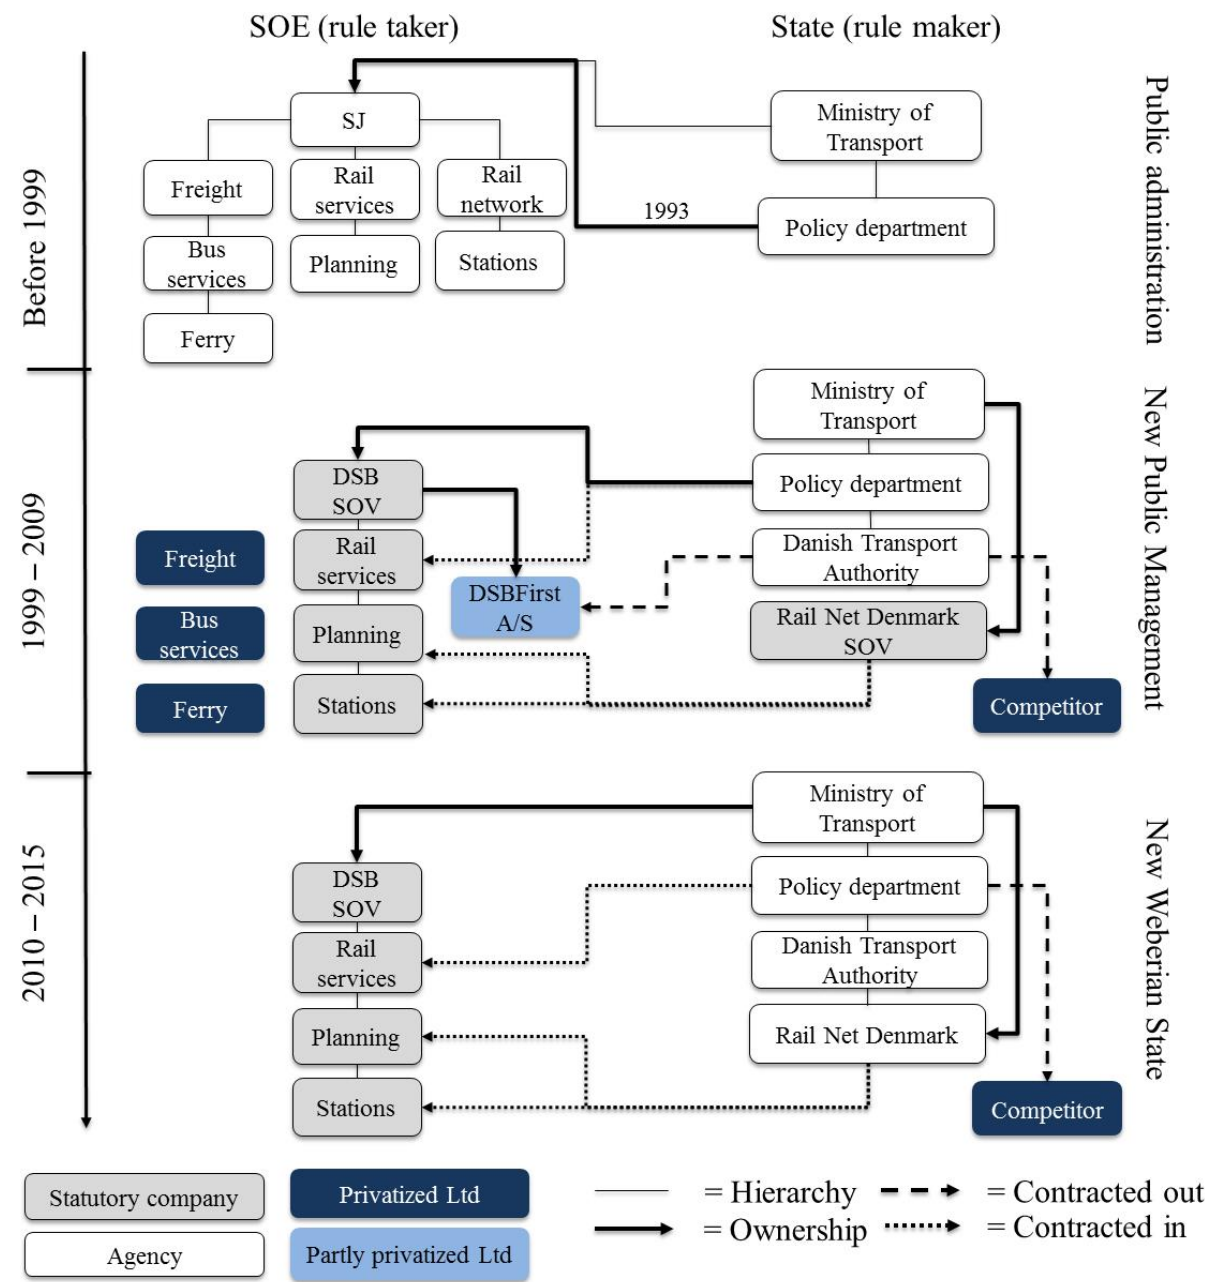 SOE (rule taker)
State (rule maker)
Before 1999
Public administration
SJ
Ministry of
Transport
Freight
Rail
services
Rail
network
1993
Policy department
Bus
services
Planning
Stations
Ferry
1999 – 2009
New Public Management
Ministry of
Transport
DSB
SOV
Policy department
Freight
Rail
services
Danish Transport
Authority
DSBFirst
A/S
Bus
services
Planning
Rail Net Denmark
SOV
Ferry
Stations
Competitor
2010 – 2015
New Weberian State
Ministry of
Transport
DSB
SOV
Policy department
Rail
services
Danish Transport
Authority
Planning
Rail Net Denmark
Stations
Competitor
Statutory company
Privatized Ltd
= Hierarchy
= Contracted out
= Ownership
= Contracted in
Agency
Partly privatized Ltd